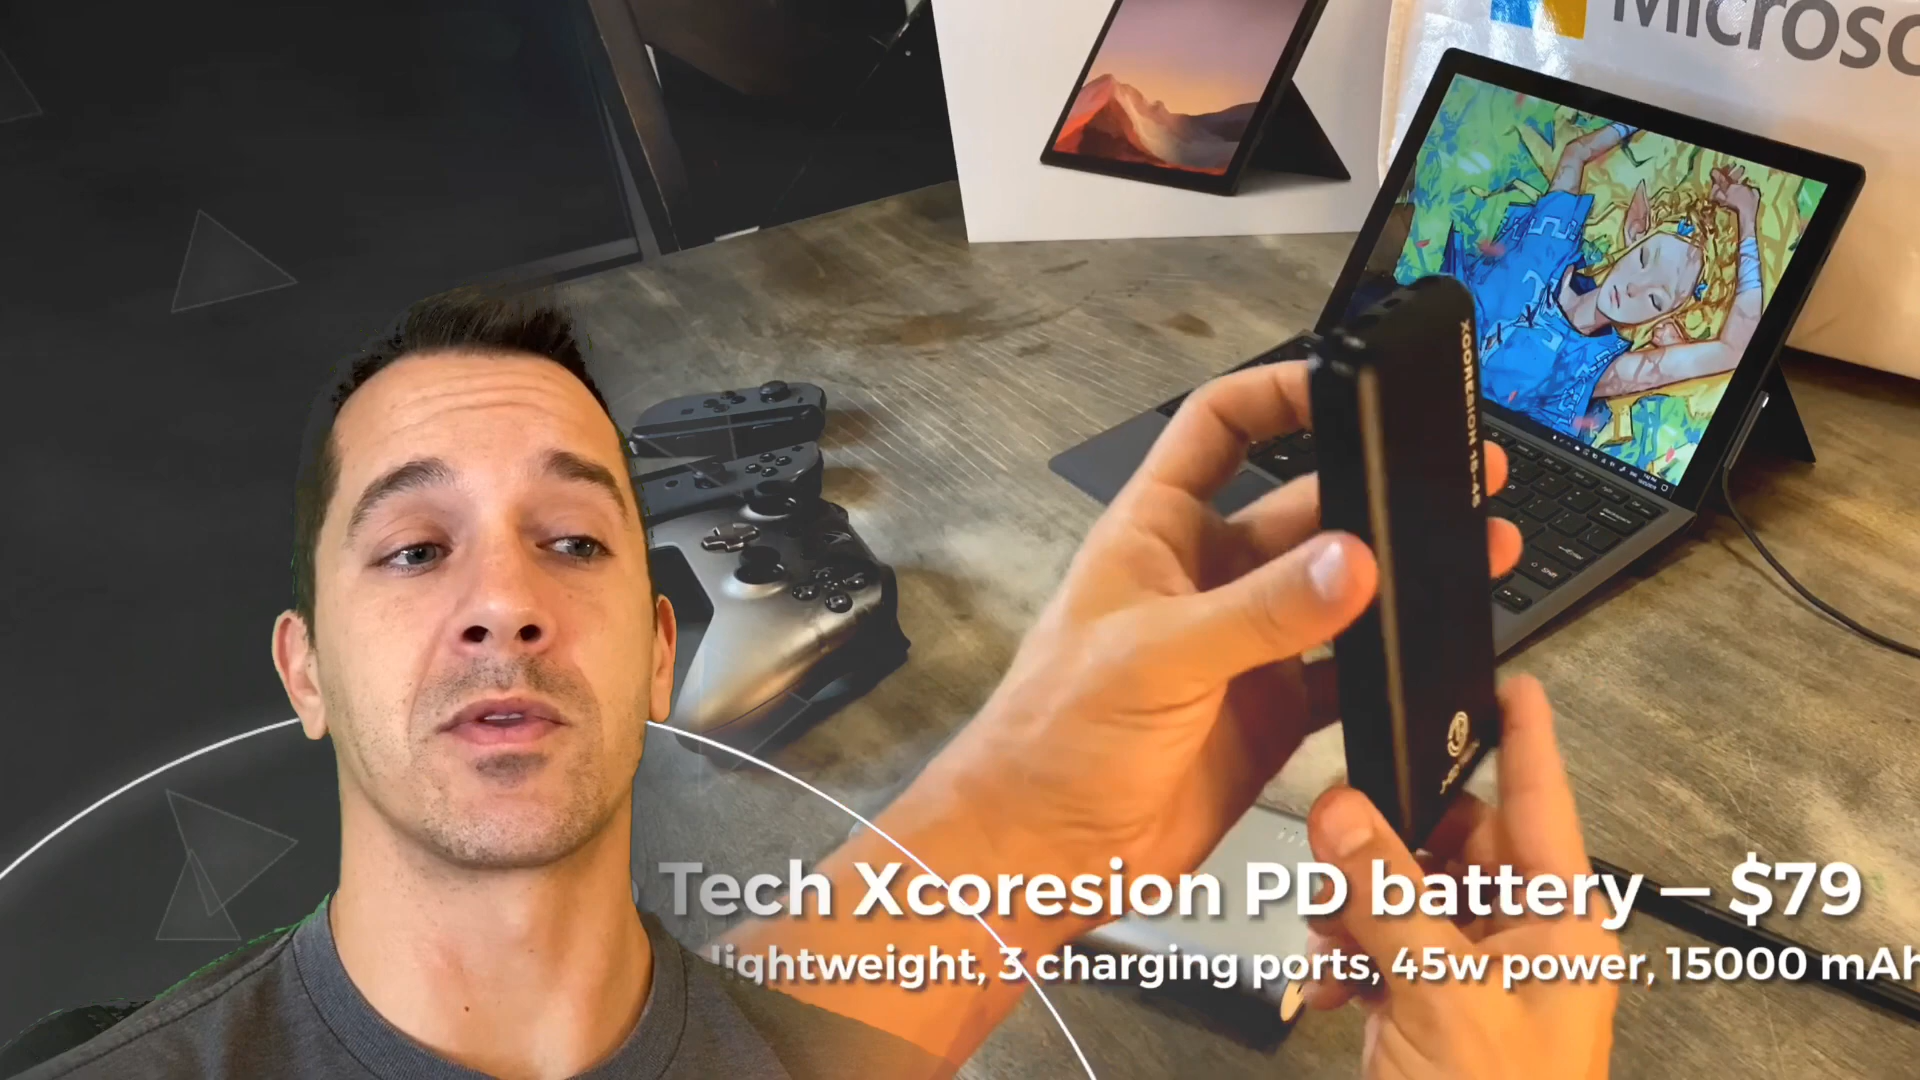 Microso
XCORESION 15-45
Tech Xcoresion PD battery — $79
lightweight, 3 charging ports, 45w power, 15000 mAh